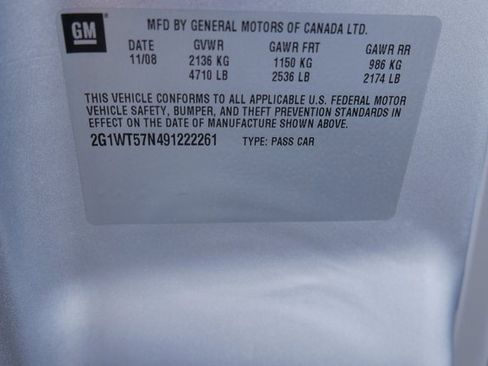 GM
MFD BY GENERAL MOTORS OF CANADA LTD.
DATE GVWR GAWR FRT GAWR RR
11/08 2136 KG 1150 KG 986 KG
4710 LB 2536 LB 2174 LB
THIS VEHICLE CONFORMS TO ALL APPLICABLE U.S. FEDERAL MOTOR
VEHICLE SAFETY, BUMPER, AND THEFT PREVENTION STANDARDS IN
EFFECT ON THE DATE OF MANUFACTURE SHOWN ABOVE.
2G1WT57N491222261 TYPE: PASS CAR